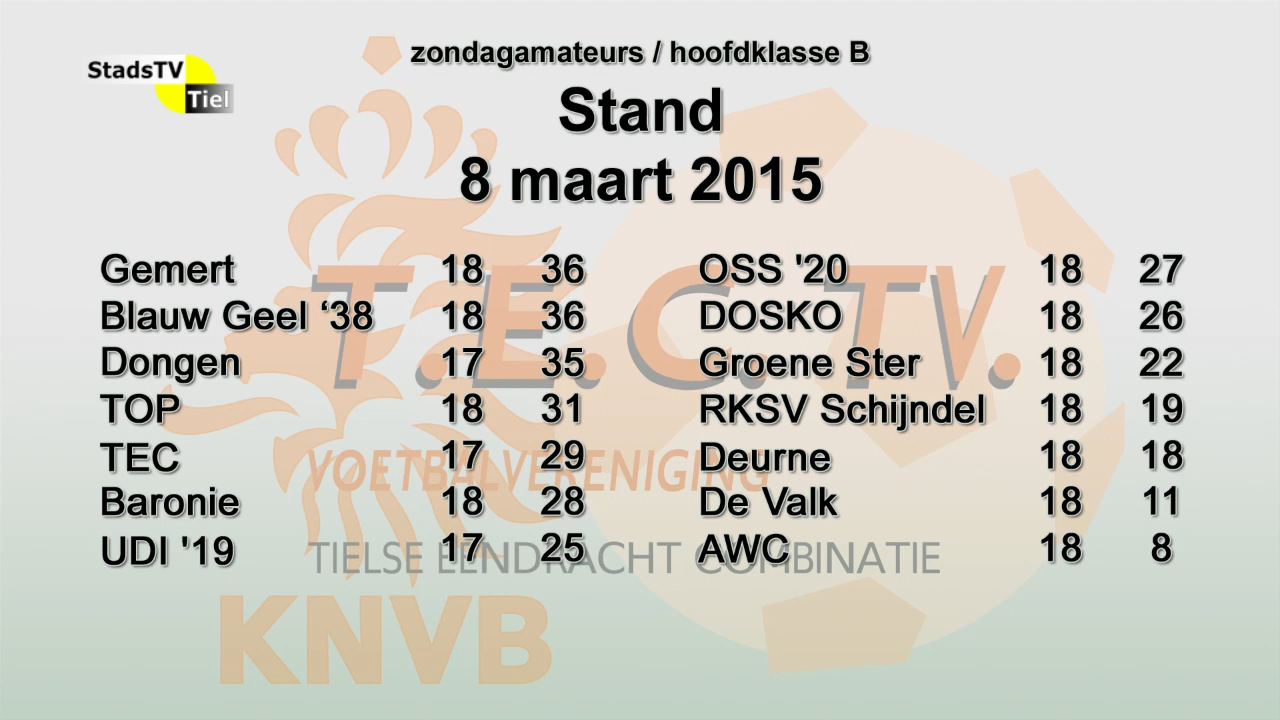 zondagamateurs / hoofdklasse B
StadsTV
Tiel
Stand
8 maart 2015
Gemert 18 36
Blauw Geel ‘38 18 36
Dongen 17 35
TOP 18 31
TEC 17 29
Baronie 18 28
UDI '19 17 25
OSS '20 18 27
DOSKO 18 26
Groene Ster 18 22
RKSV Schijndel 18 19
Deurne 18 18
De Valk 18 11
AWC 18 8
T.E.C. TV.
VOETBALVERENIGING
TIELSE EENDRACHT COMBINATIE
KNVB